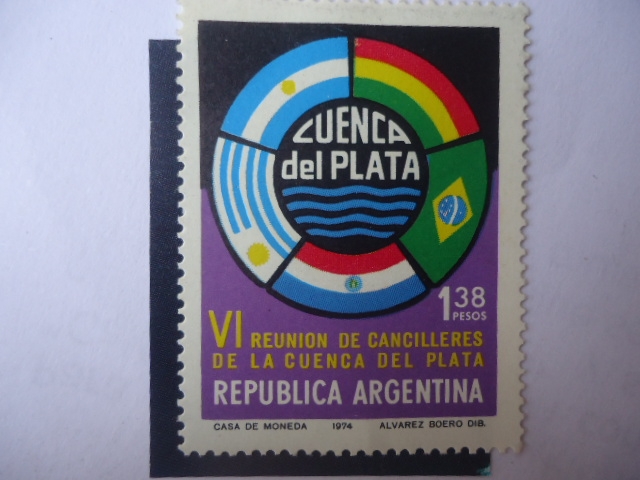 CUENCA
del PLATA
1.38
PESOS
VI REUNION DE CANCILLERES
DE LA CUENCA DEL PLATA
REPUBLICA ARGENTINA
CASA DE MONEDA 1974 ALVAREZ BOERO DIB.